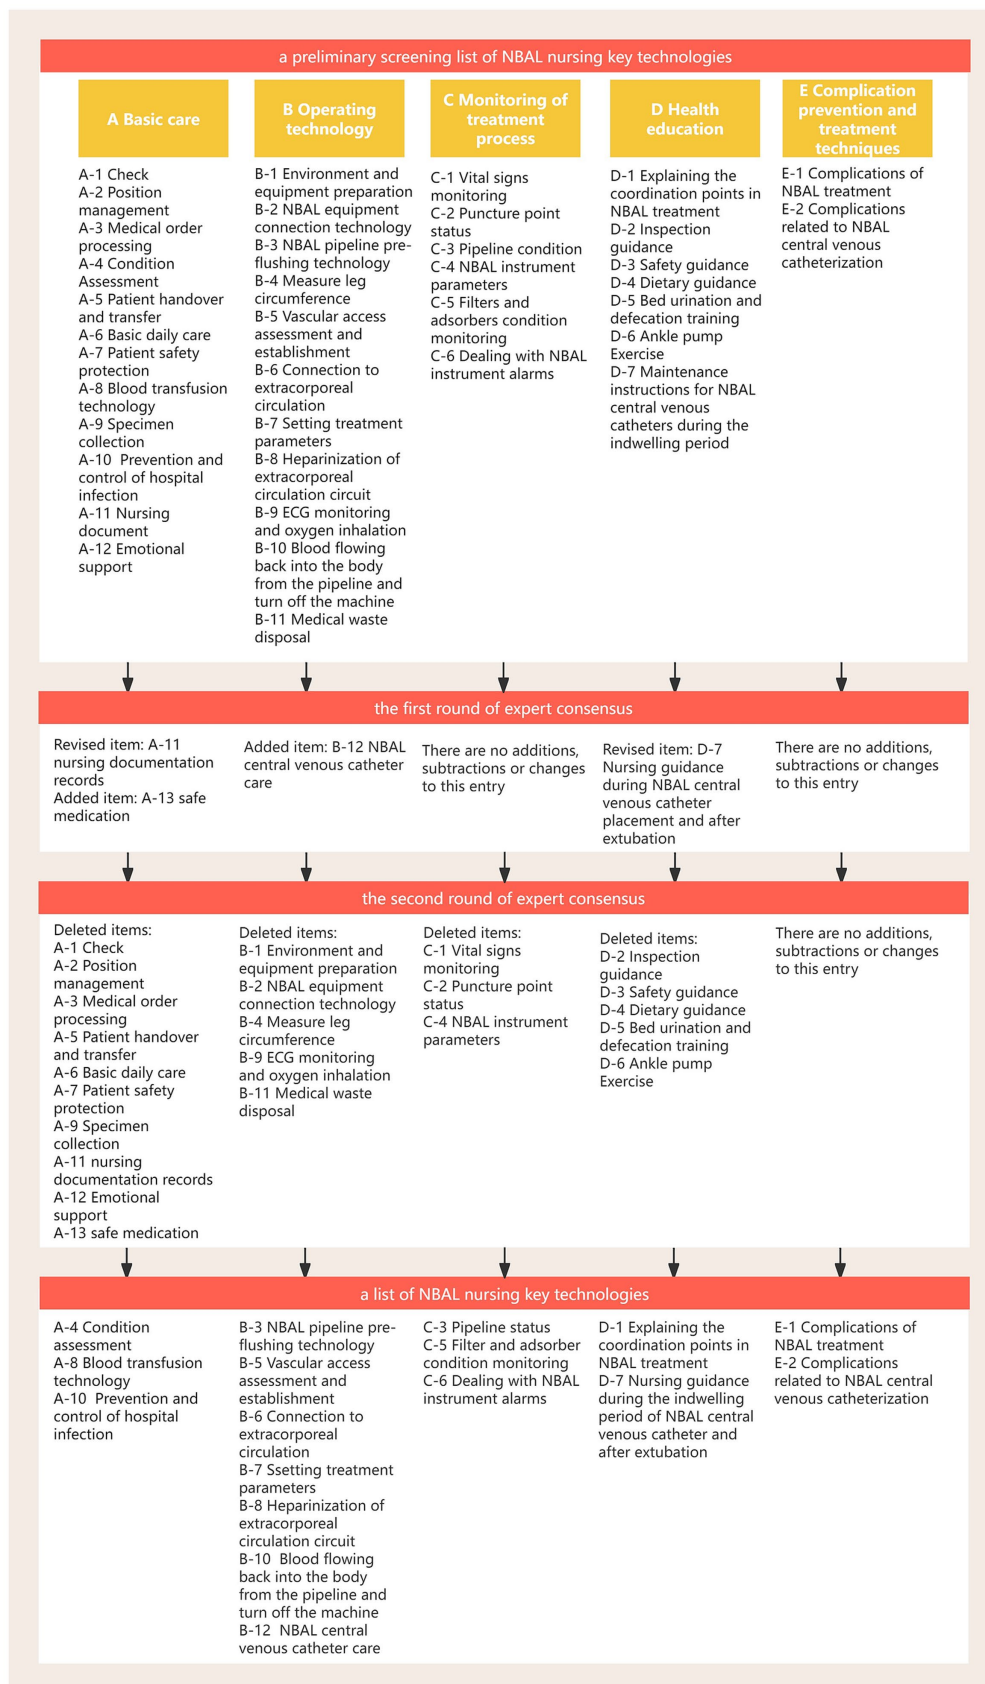 a preliminary screening list of NBAL nursing key technologies
A Basic care
A-1 Check
A-2 Position
management
A-3 Medical order
processing
A-4 Condition
Assessment
A-5 Patient handover
and transfer
A-6 Basic daily care
A-7 Patient safety
protection
A-8 Blood transfusion
technology
A-9 Specimen
collection
A-10  Prevention and
control of hospital
infection
A-11 Nursing
document
A-12 Emotional
support
B Operating
technology
B-1 Environment and
equipment preparation
B-2 NBAL equipment
connection technology
B-3 NBAL pipeline pre-
flushing technology
B-4 Measure leg
circumference
B-5 Vascular access
assessment and
establishment
B-6 Connection to
extracorporeal
circulation
B-7 Setting treatment
parameters
B-8 Heparinization of
extracorporeal
circulation circuit
B-9 ECG monitoring
and oxygen inhalation
B-10 Blood flowing
back into the body
from the pipeline and
turn off the machine
B-11 Medical waste
disposal
C Monitoring of
treatment
process
C-1 Vital signs
monitoring
C-2 Puncture point
status
C-3 Pipeline condition
C-4 NBAL instrument
parameters
C-5 Filters and
adsorbers condition
monitoring
C-6 Dealing with NBAL
instrument alarms
D Health
education
D-1 Explaining the
coordination points in
NBAL treatment
D-2 Inspection
guidance
D-3 Safety guidance
D-4 Dietary guidance
D-5 Bed urination and
defecation training
D-6 Ankle pump
Exercise
D-7 Maintenance
instructions for NBAL
central venous
catheters during the
indwelling period
E Complication
prevention and
treatment
techniques
E-1 Complications of
NBAL treatment
E-2 Complications
related to NBAL
central venous
catheterization
the first round of expert consensus
Revised item: A-11
nursing documentation
records
Added item: A-13 safe
medication
Added item: B-12 NBAL
central venous catheter
care
There are no additions,
subtractions or changes
to this entry
Revised item: D-7
Nursing guidance
during NBAL central
venous catheter
placement and after
extubation
There are no additions,
subtractions or changes
to this entry
the second round of expert consensus
Deleted items:
A-1 Check
A-2 Position
management
A-3 Medical order
processing
A-5 Patient handover
and transfer
A-6 Basic daily care
A-7 Patient safety
protection
A-9 Specimen
collection
A-11 nursing
documentation records
A-12 Emotional
support
A-13 safe medication
Deleted items:
B-1 Environment and
equipment preparation
B-2 NBAL equipment
connection technology
B-4 Measure leg
circumference
B-9 ECG monitoring
and oxygen inhalation
B-11 Medical waste
disposal
Deleted items:
C-1 Vital signs
monitoring
C-2 Puncture point
status
C-4 NBAL instrument
parameters
Deleted items:
D-2 Inspection
guidance
D-3 Safety guidance
D-4 Dietary guidance
D-5 Bed urination and
defecation training
D-6 Ankle pump
Exercise
There are no additions,
subtractions or changes
to this entry
a list of NBAL nursing key technologies
A-4 Condition
assessment
A-8 Blood transfusion
technology
A-10  Prevention and
control of hospital
infection
B-3 NBAL pipeline pre-
flushing technology
B-5 Vascular access
assessment and
establishment
B-6 Connection to
extracorporeal
circulation
B-7 Ssetting treatment
parameters
B-8 Heparinization of
extracorporeal
circulation circuit
B-10  Blood flowing
back into the body
from the pipeline and
turn off the machine
B-12  NBAL central
venous catheter care
C-3 Pipeline status
C-5 Filter and adsorber
condition monitoring
C-6 Dealing with NBAL
instrument alarms
D-1 Explaining the
coordination points in
NBAL treatment
D-7 Nursing guidance
during the indwelling
period of NBAL central
venous catheter and
after extubation
E-1 Complications of
NBAL treatment
E-2 Complications
related to NBAL central
venous catheterization